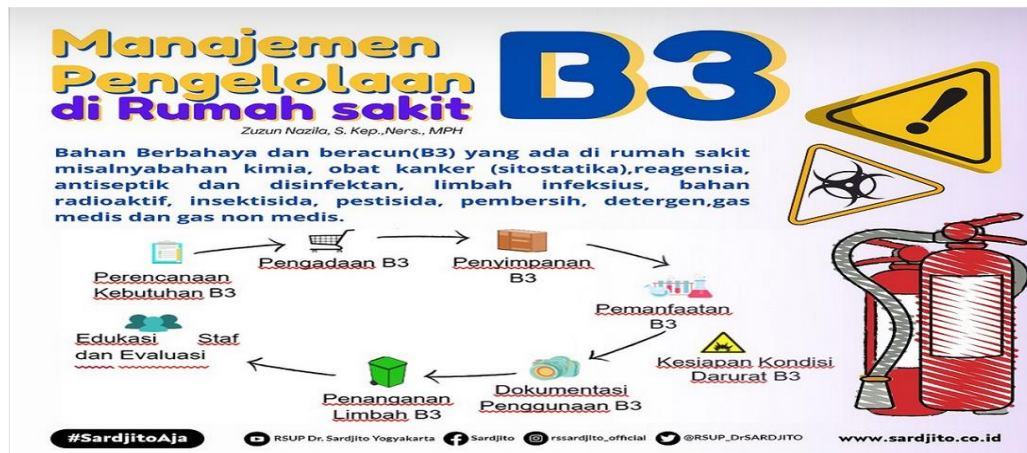 Manajemen
Pengelolaan
di Rumah sakit
B3
Zuzun Nazila, S. Kep.,Ners., MPH
Bahan Berbahaya dan beracun(B3) yang ada di rumah sakit
misalnyabahan kimia, obat kanker (sitostatika),reagensia,
antiseptik dan disinfektan, limbah infeksius, bahan
radioaktif, insektisida, pestisida, pembersih, detergen,gas
medis dan gas non medis.
Perencanaan
Kebutuhan B3
Pengadaan B3
Penyimpanan
B3
Pemanfaatan
B3
Kesiapan Kondisi
Darurat B3
Dokumentasi
Penggunaan B3
Penanganan
Limbah B3
Edukasi Staf
dan Evaluasi
#SardjitoAja
RSUP Dr. Sardjito Yogyakarta
Sardjito
rssardjito_official
@RSUP_DrSARDJITO
www.sardjito.co.id